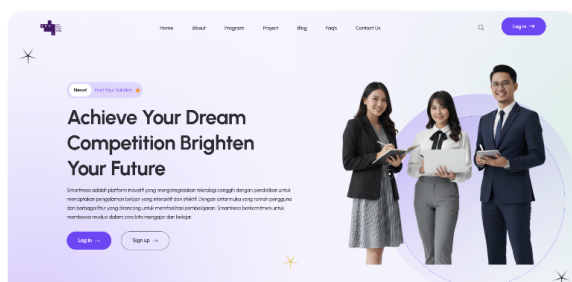 Home About Program Project Blog Faq's Contact Us Log in →
News! Find Your Solution
Achieve Your Dream
Competition Brighten
Your Future
Smartness adalah platform inovatif yang mengintegrasikan teknologi canggih dengan pendidikan untuk
menciptakan pengalaman belajar yang interaktif dan efektif. Dengan antarmuka yang ramah pengguna
dan berbagai fitur yang dirancang untuk memfasilitasi pembelajaran. Smartness berkomitmen untuk
membawa revolusi dalam cara kita mengajar dan belajar.
Log in → Sign up →